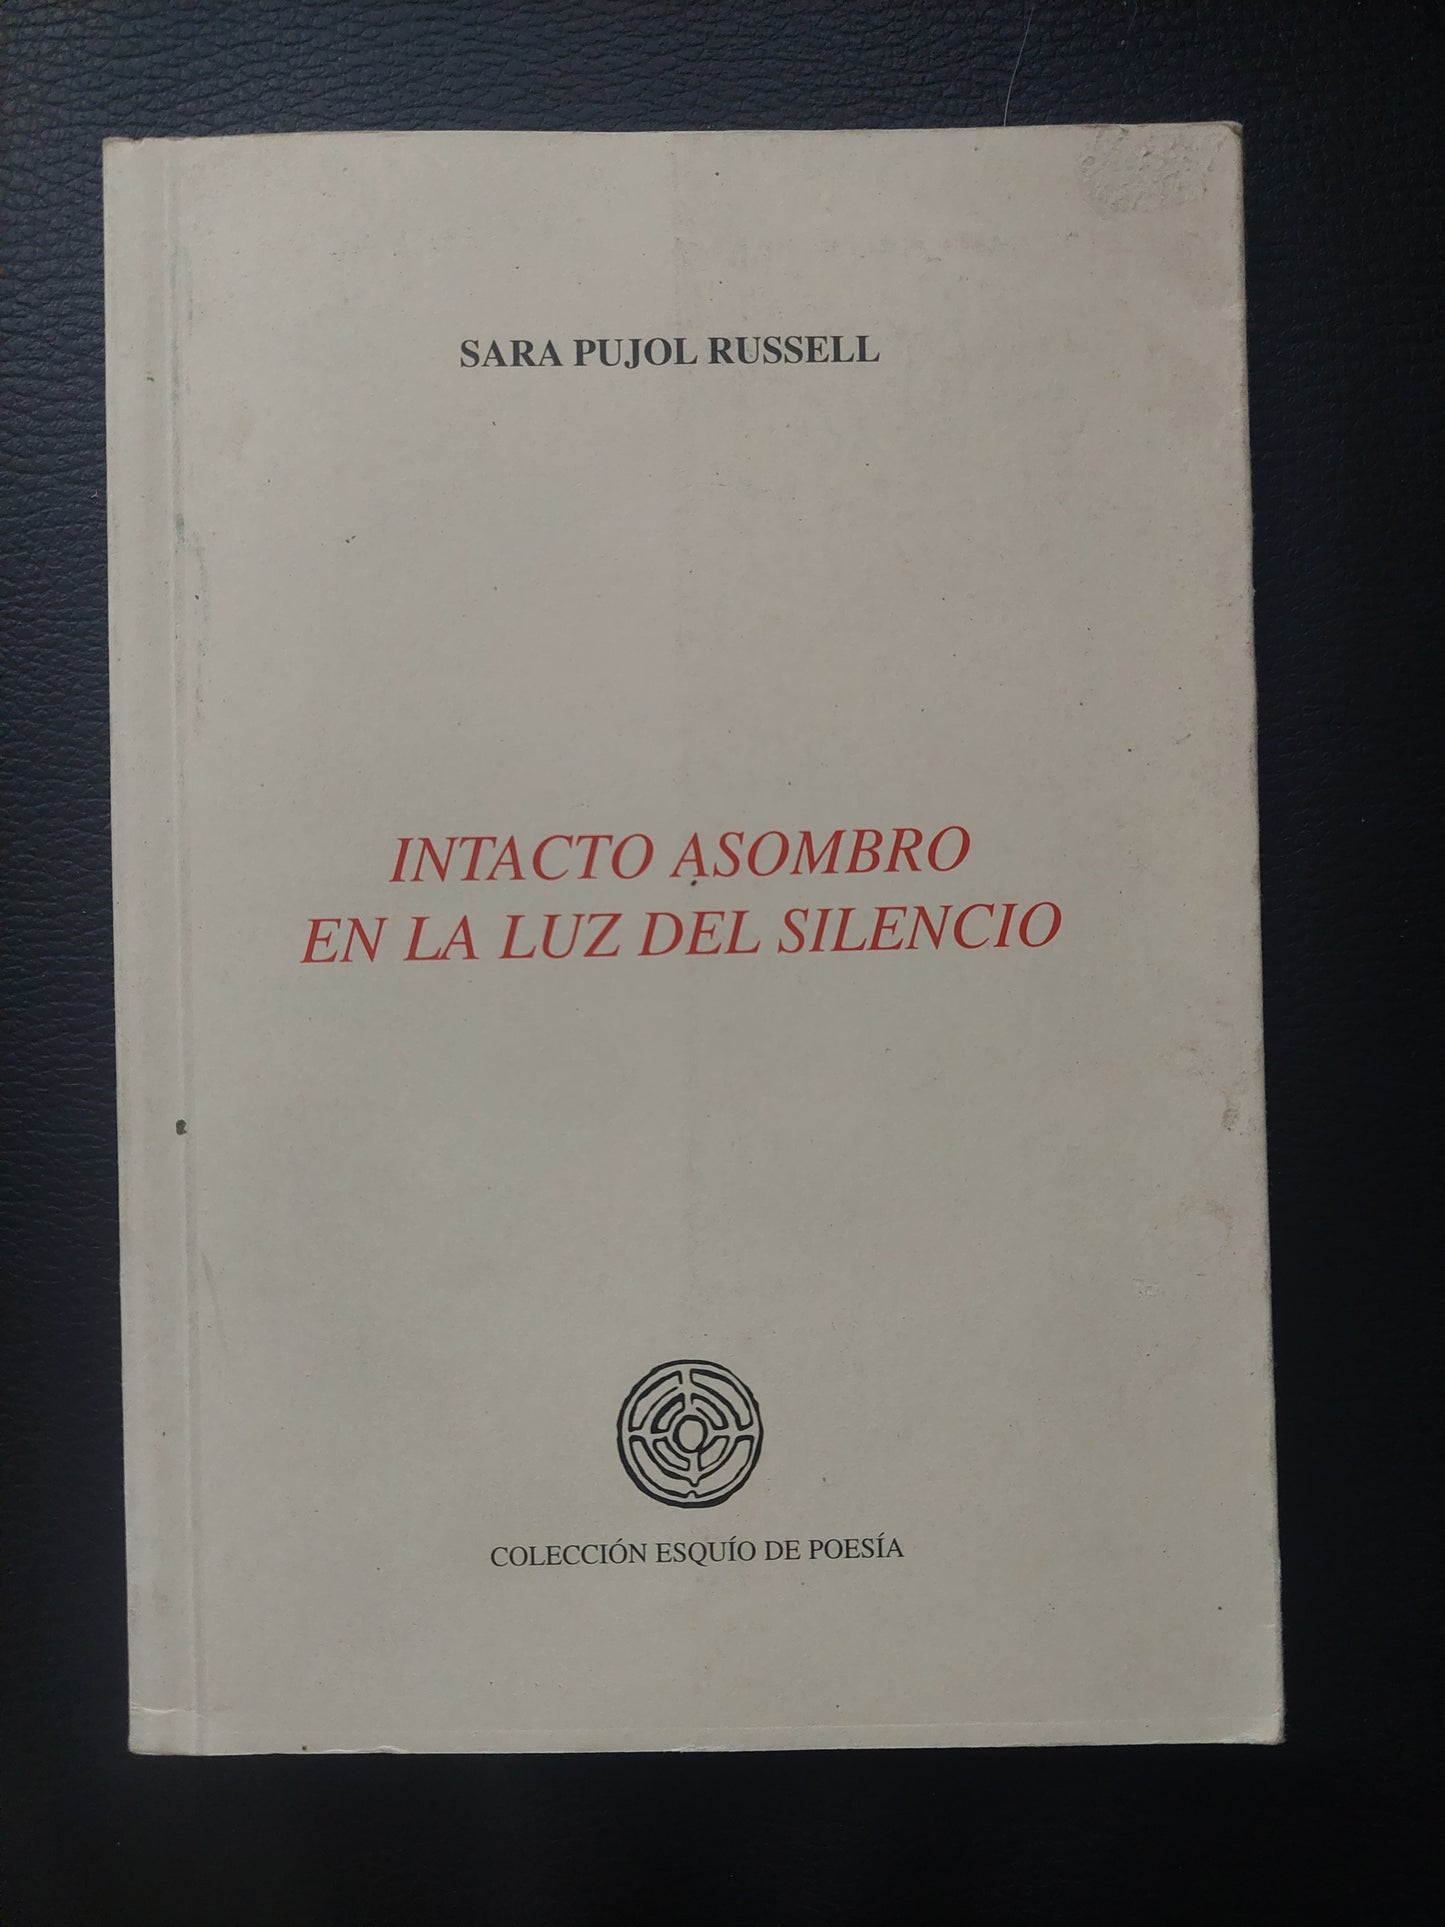 SARA PUJOL RUSSELL
INTACTO ASOMBRO
EN LA LUZ DEL SILENCIO
COLECCIÓN ESQUÍO DE POESÍA